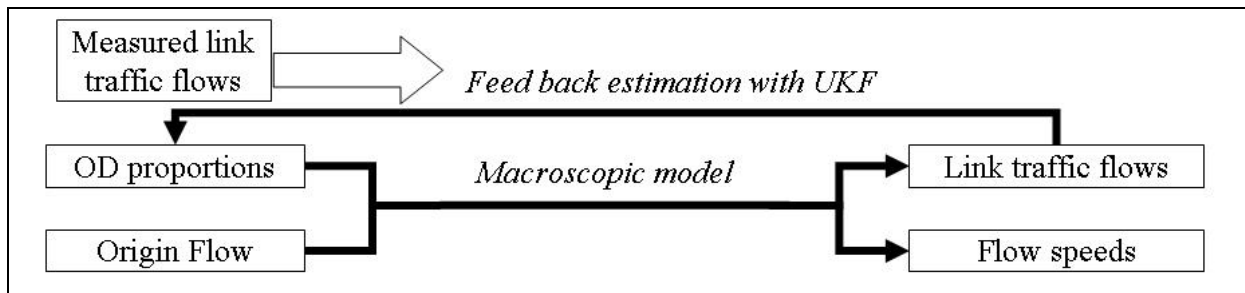 Measured link
traffic flows
Feed back estimation with UKF
OD proportions
Macroscopic model
Link traffic flows
Origin Flow
Flow speeds